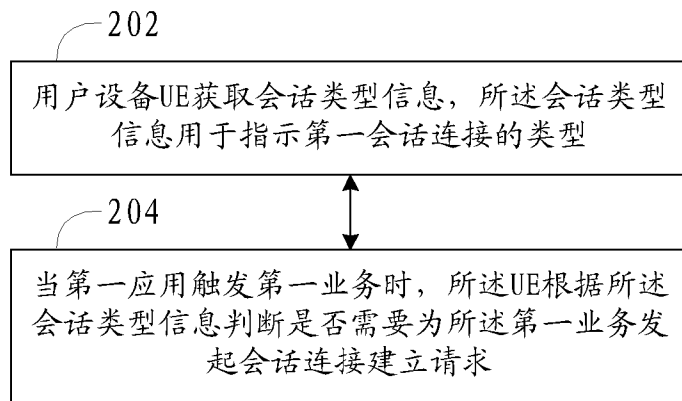 202
用户设备UE获取会话类型信息，所述会话类型
信息用于指示第一会话连接的类型
204
当第一应用触发第一业务时，所述UE根据所述
会话类型信息判断是否需要为所述第一业务发
起会话连接建立请求